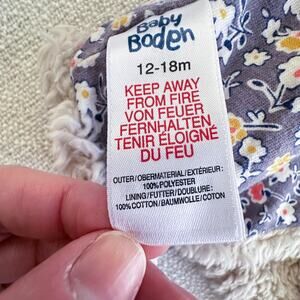 Baby
Boden
12-18m
KEEP AWAY
FROM FIRE
VON FEUER
FERNHALTEN
TENIR ÉLOIGNÉ
DU FEU
OUTER/OBERMATERIAL/EXTÉRIEUR:
100%POLYESTER
LINING/FUTTER/DOUBLURE:
100%COTTON/BAUMWOLLE/COTON